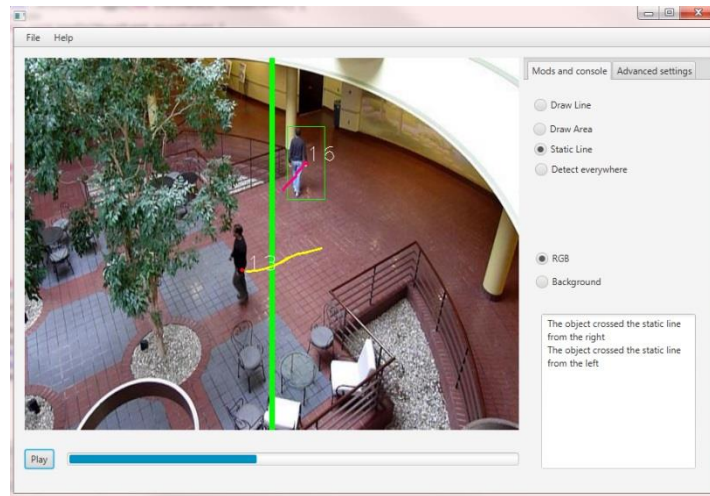 File Help
Mods and console Advanced settings
Draw Line
Draw Area
Static Line
Detect everywhere
16
13
RGB
Background
The object crossed the static line
from the right
The object crossed the static line
from the left
Play